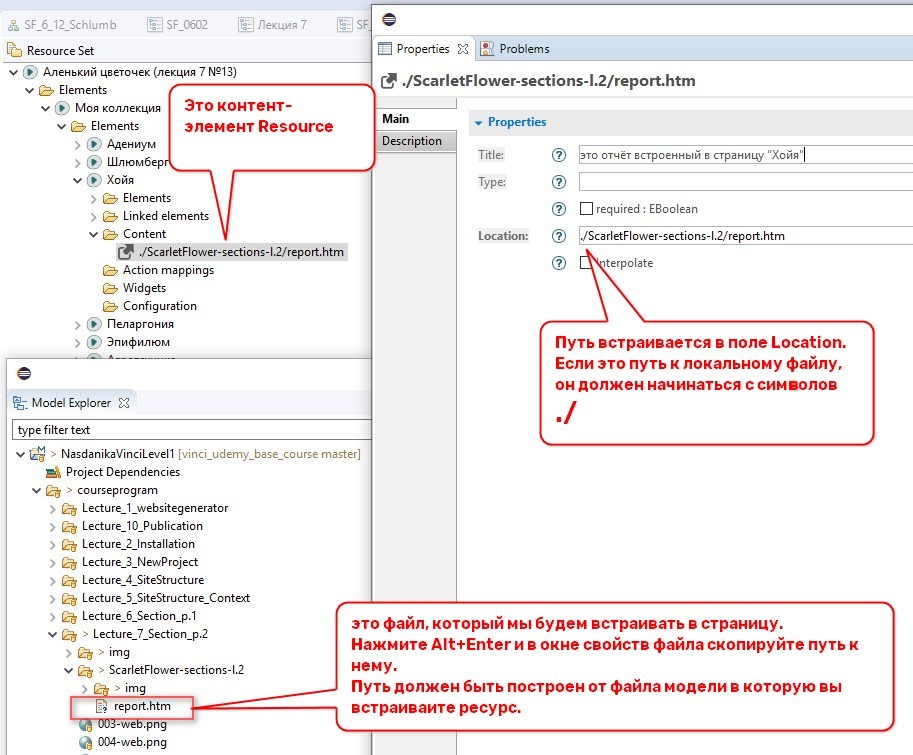 SF_6_12_Schlumb
SF_0602
Лекция 7
SF_
Resource Set
Аленький цветочек (лекция 7 №13)
Elements
Моя коллекция
Elements
Адениум
Шлюмберг
Хойя
Elements
Linked elements
Content
./ScarletFlower-sections-l.2/report.htm
Action mappings
Widgets
Configuration
Пеларгония
Эпифилюм
Это контент-
элемент Resource
Properties
Problems
./ScarletFlower-sections-l.2/report.htm
Main
Description
Properties
Title:
это отчёт встроенный в страницу "Хойя"
Type:
required : EBoolean
Location:
./ScarletFlower-sections-l.2/report.htm
Interpolate
Путь встраивается в поле Location.
Если это путь к локальному файлу,
он должен начинаться с символов
./
Model Explorer
type filter text
> NasdanikaVinciLevel1 [vinci_udemy_base_course master]
Project Dependencies
> courseprogram
Lecture_1_websitegenerator
Lecture_10_Publication
Lecture_2_Installation
Lecture_3_NewProject
Lecture_4_SiteStructure
Lecture_5_SiteStructure_Context
Lecture_6_Section_p.1
> Lecture_7_Section_p.2
> img
> ScarletFlower-sections-l.2
> img
report.htm
003-web.png
004-web.png
это файл, который мы будем встраивать в страницу.
Нажмите Alt+Enter и в окне свойств файла скопируйте путь к
нему.
Путь должен быть построен от файла модели в которую вы
встраиваите ресурс.